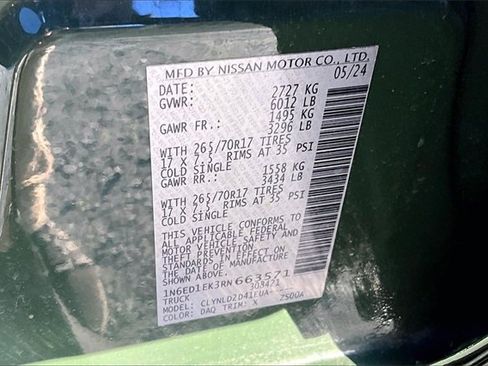 MFD BY NISSAN MOTOR CO., LTD.
DATE: 05/24
GVWR: 2727 KG
6012 LB
GAWR FR.: 1495 KG
3296 LB
WITH 265/70R17 TIRES
17 X 7.5 RIMS AT 35 PSI
COLD SINGLE
GAWR RR.: 1558 KG
3434 LB
WITH 265/70R17 TIRES
17 X 7.5 RIMS AT 35 PSI
COLD SINGLE
THIS VEHICLE CONFORMS TO
ALL APPLICABLE FEDERAL
MOTOR VEHICLE SAFETY AND
THEFT PREVENTION
STANDARDS IN EFFECT ON
THE DATE OF MANUFACTURE
SHOWN ABOVE.
1N6ED1EK3RN663571
TRUCK 308421
MODEL: CLYNLDZD41EUA
COLOR: DAQ TRIM: X 2500A